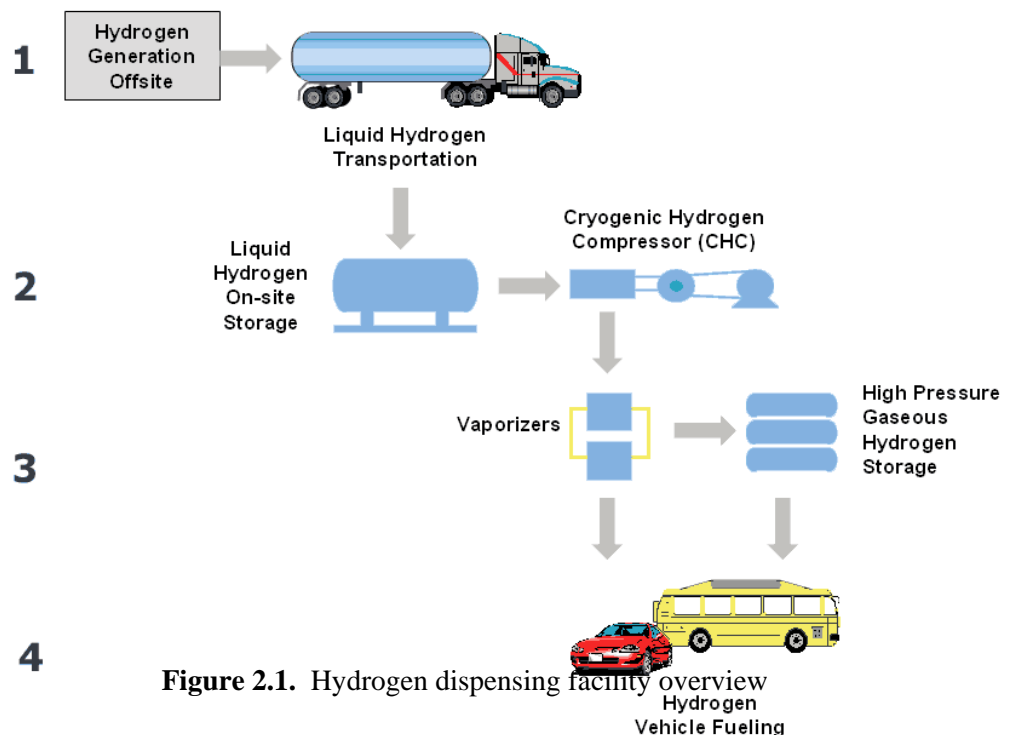 1
Hydrogen
Generation
Offsite
Liquid Hydrogen
Transportation
2
Liquid
Hydrogen
On-site
Storage
Cryogenic Hydrogen
Compressor (CHC)
3
Vaporizers
High Pressure
Gaseous
Hydrogen
Storage
4
Figure 2.1. Hydrogen dispensing facility overview
Hydrogen
Vehicle Fueling